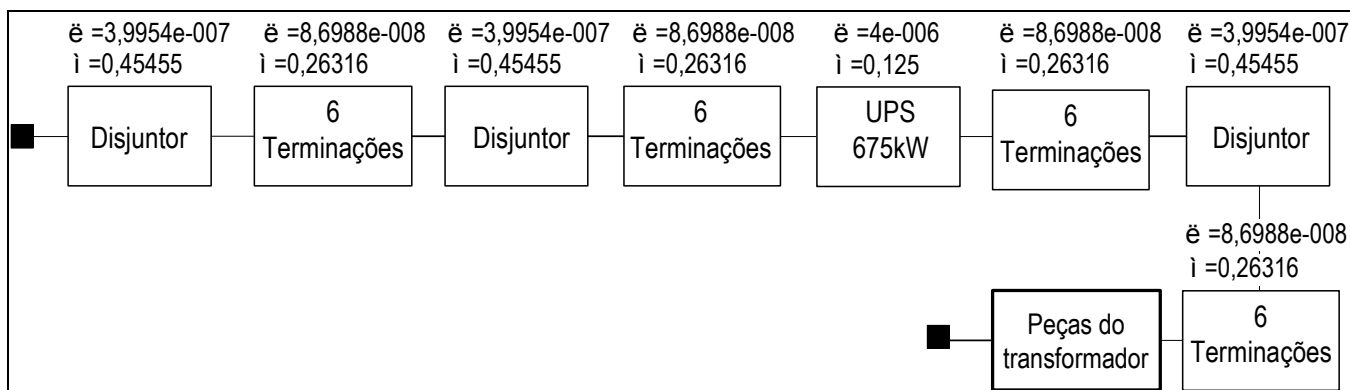 ë =3,9954e-007 ë =8,6988e-008 ë =3,9954e-007 ë =8,6988e-008 ë =4e-006 ë =8,6988e-008 ë =3,9954e-007
ì =0,45455 ì =0,26316 ì =0,45455 ì =0,26316 ì =0,125 ì =0,26316 ì =0,45455
Disjuntor
6
Terminações
Disjuntor
6
Terminações
UPS
675kW
6
Terminações
Disjuntor
ë =8,6988e-008
ì =0,26316
6
Terminações
Peças do
transformador